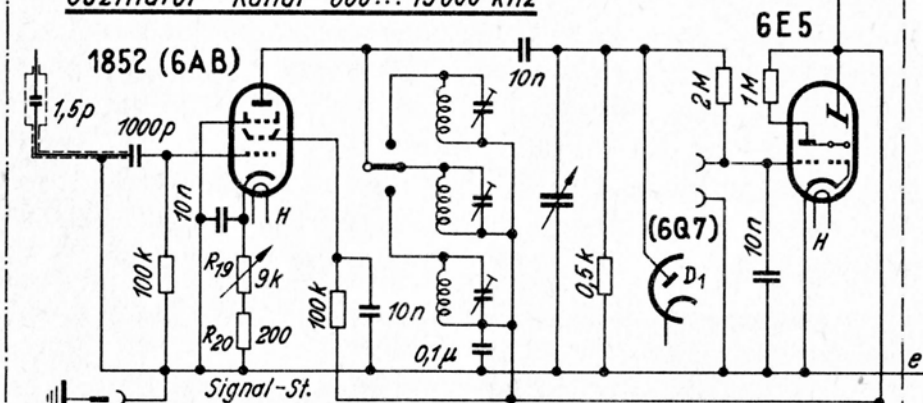 Oszillator - Kanal 600... 15000 kHz
6E5
1852 (6AB)
10n
1,5p
1000p
2M
1M
10n
H
(6Q7)
100k
R19
9k
100k
10n
0,5k
D1
10n
H
R20
200
0,1µ
e
Signal-St.